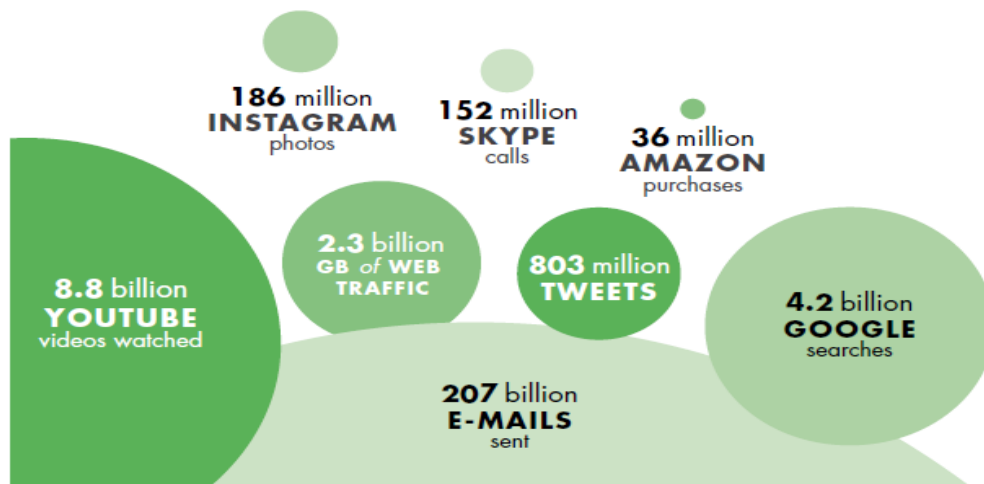 186 million
INSTAGRAM
photos
152 million
SKYPE
calls
36 million
AMAZON
purchases
8.8 billion
YOUTUBE
videos watched
2.3 billion
GB of WEB
TRAFFIC
803 million
TWEETS
4.2 billion
GOOGLE
searches
207 billion
E-MAILS
sent